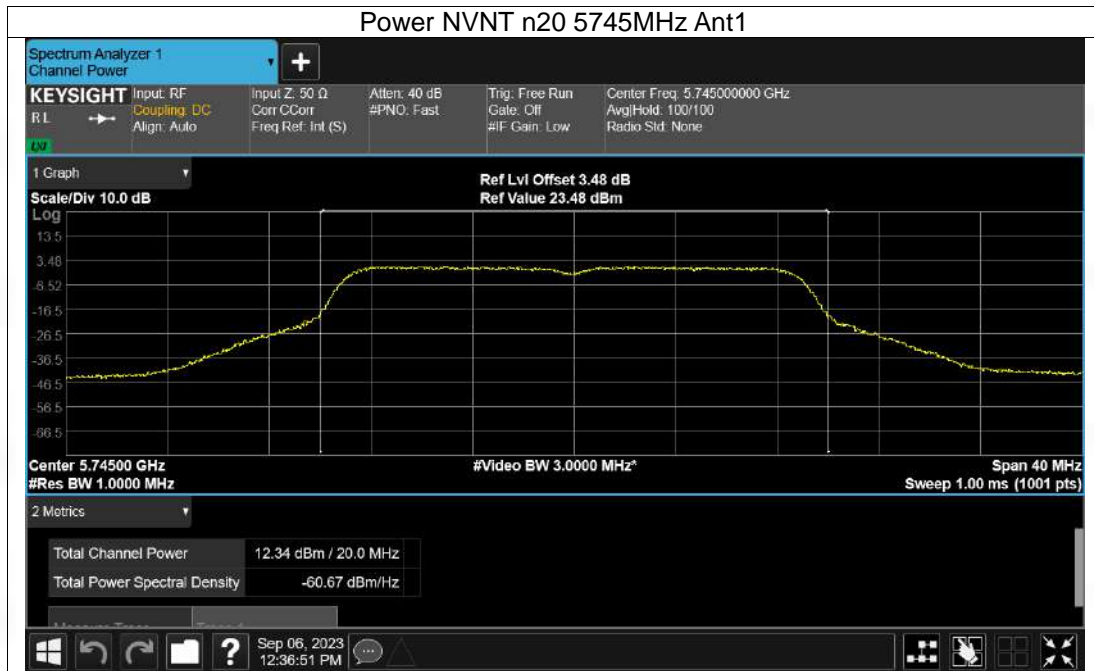 Power NVNT n20 5745MHz Ant1
Spectrum Analyzer 1
Channel Power
+
KEYSIGHT
Input: RF
Coupling: DC
Align: Auto
Input Z: 50 Ω
Corr CCorr
Freq Ref: Int (S)
Atten: 40 dB
#PNO: Fast
Trig: Free Run
Gate: Off
#IF Gain: Low
Center Freq: 5.745000000 GHz
Avg|Hold: 100/100
Radio Std: None
R L
LXI
1 Graph
Scale/Div 10.0 dB
Ref Lvl Offset 3.48 dB
Ref Value 23.48 dBm
Log
13.5
3.48
-6.52
-16.5
-26.5
-36.5
-46.5
-56.5
-66.5
Center 5.74500 GHz
#Video BW 3.0000 MHz*
Span 40 MHz
#Res BW 1.0000 MHz
Sweep 1.00 ms (1001 pts)
2 Metrics
Total Channel Power 12.34 dBm / 20.0 MHz
Total Power Spectral Density -60.67 dBm/Hz
?
Sep 06, 2023
12:36:51 PM